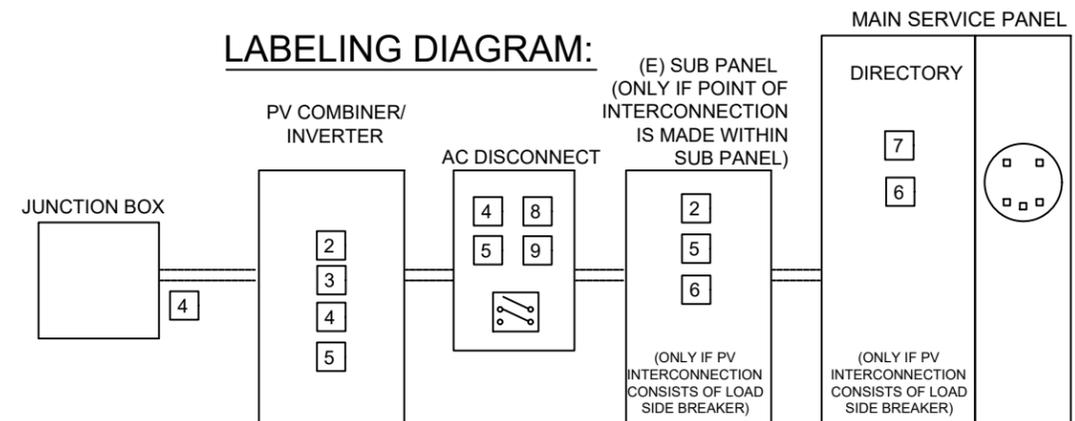 MAIN SERVICE PANEL
LABELING DIAGRAM:
(E) SUB PANEL
(ONLY IF POINT OF
INTERCONNECTION
IS MADE WITHIN
SUB PANEL)
DIRECTORY
PV COMBINER/
INVERTER
AC DISCONNECT
JUNCTION BOX
4
2
3
4
5
4 8
5 9
2
5
6
(ONLY IF PV
INTERCONNECTION
CONSISTS OF LOAD
SIDE BREAKER)
7
6
(ONLY IF PV
INTERCONNECTION
CONSISTS OF LOAD
SIDE BREAKER)